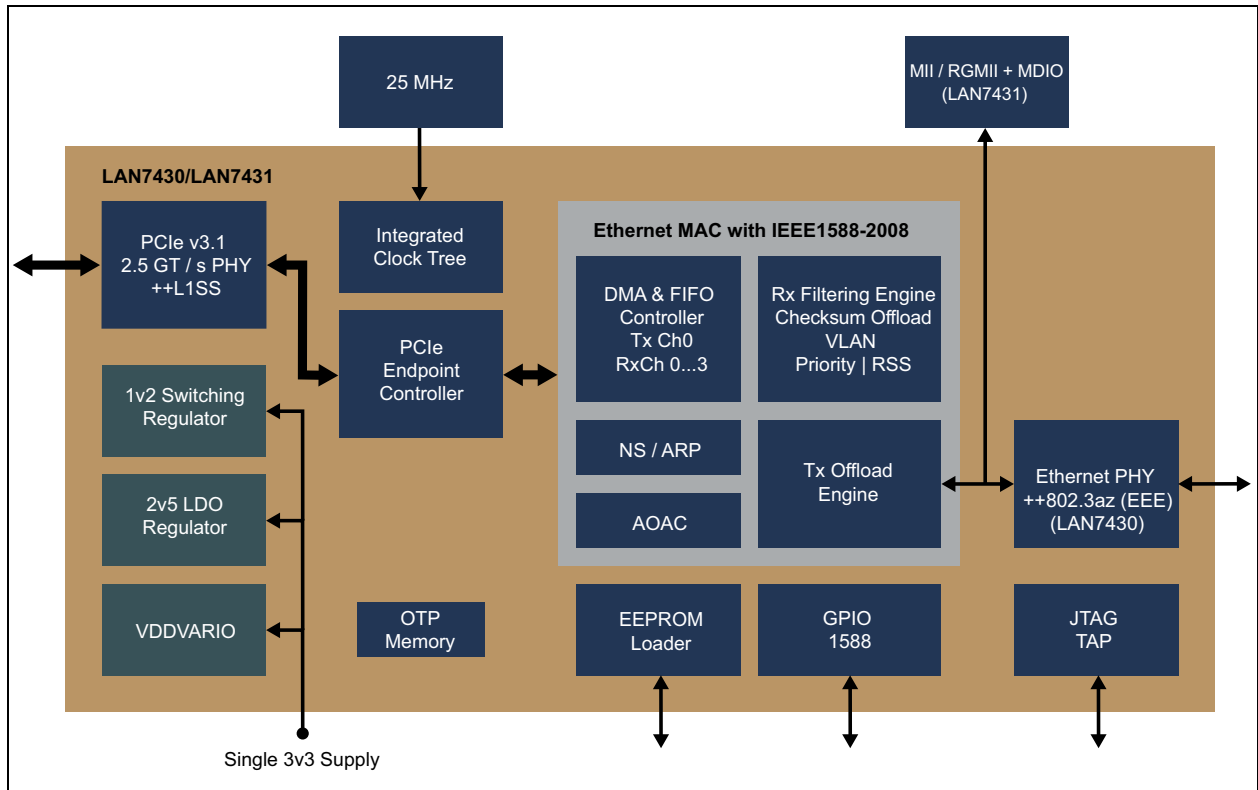 25 MHz
MII / RGMII + MDIO
(LAN7431)
LAN7430/LAN7431
PCIe v3.1
2.5 GT / s PHY
++L1SS
Integrated
Clock Tree
PCIe
Endpoint
Controller
Ethernet MAC with IEEE1588-2008
DMA & FIFO
Controller
Tx Ch0
RxCh 0...3
Rx Filtering Engine
Checksum Offload
VLAN
Priority | RSS
NS / ARP
AOAC
Tx Offload
Engine
Ethernet PHY
++802.3az (EEE)
(LAN7430)
1v2 Switching
Regulator
2v5 LDO
Regulator
VDDVARIO
OTP
Memory
EEPROM
Loader
GPIO
1588
JTAG
TAP
Single 3v3 Supply